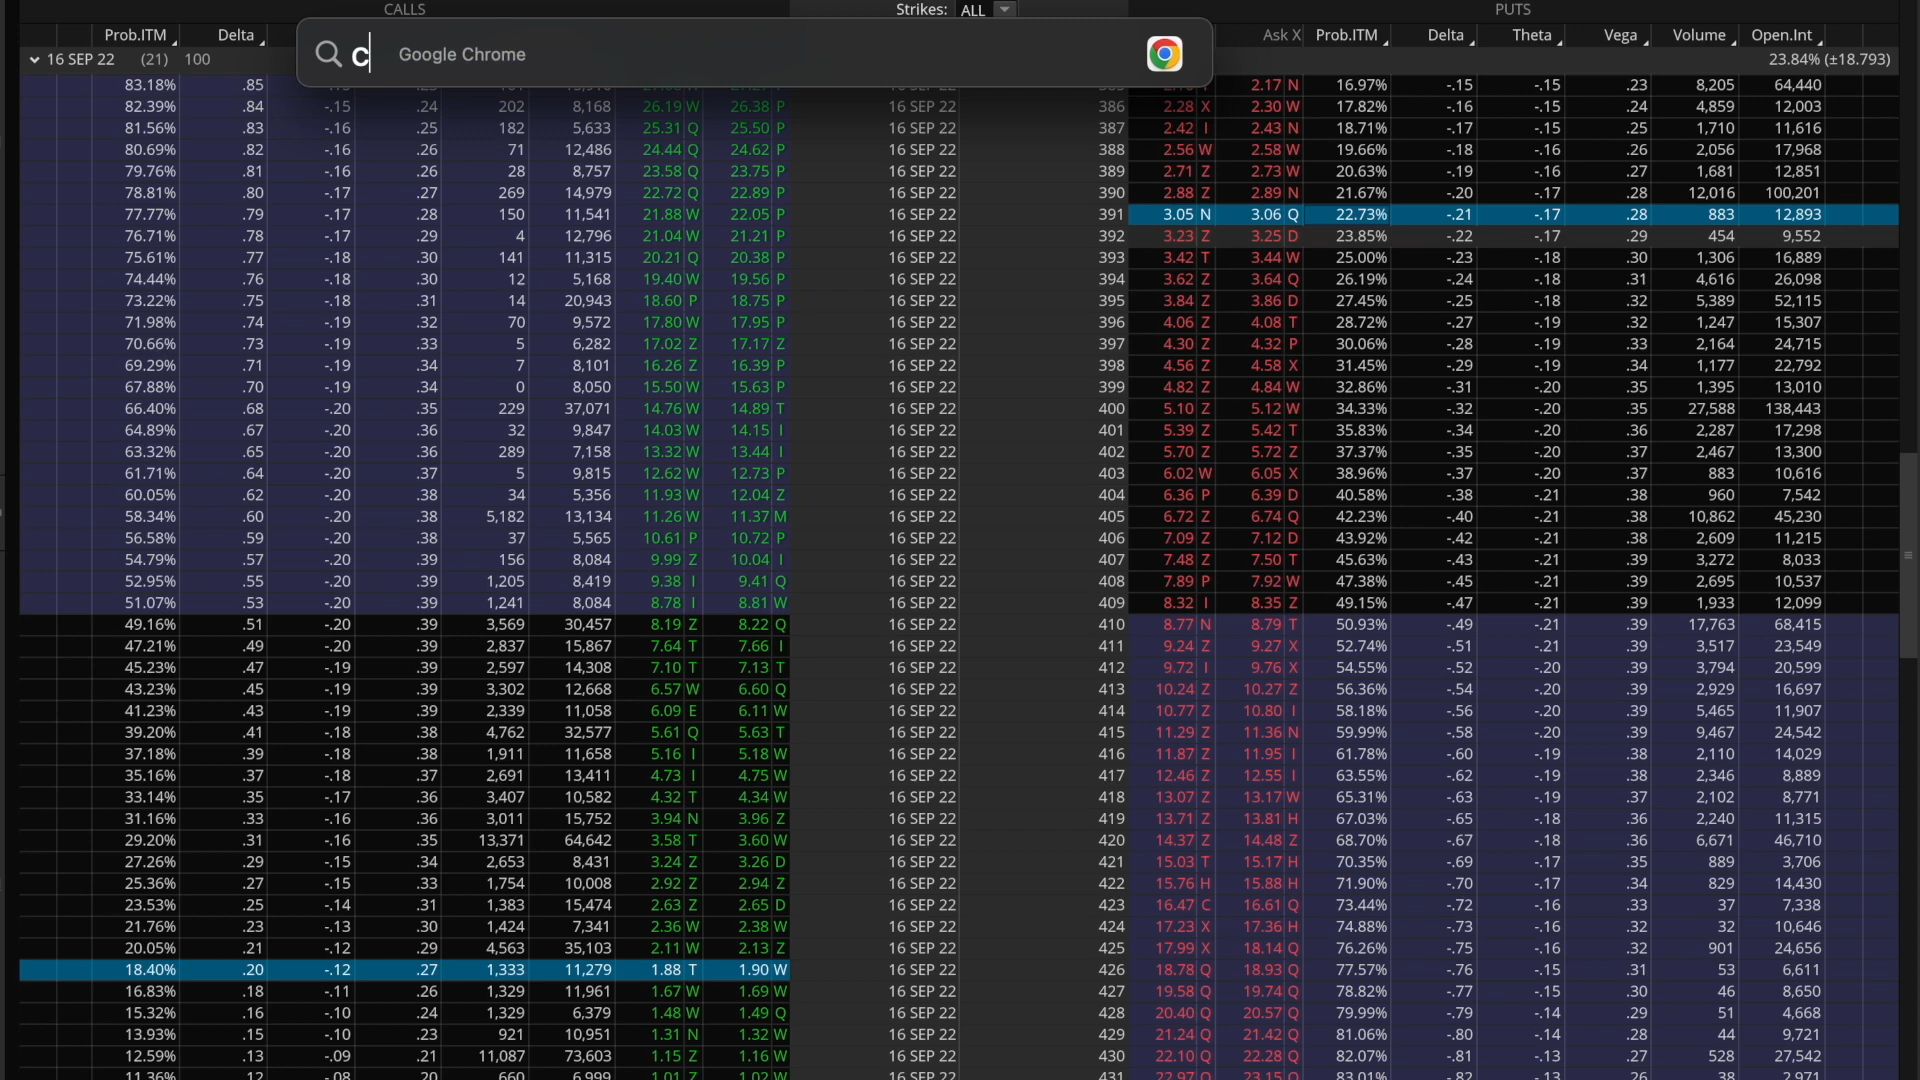 CALLS Strikes: ALL PUTS
Prob.ITM Delta Ask X Prob.ITM Delta Theta Vega Volume Open.Int
C Google Chrome
16 SEP 22 (21) 100 23.84% (±18.793)
83.18% .85 2.17 N 16.97% -.15 -.15 .23 8,205 64,440
82.39% .84 -.15 .24 202 8,168 26.19 W 26.38 P 16 SEP 22 386 2.28 X 2.30 W 17.82% -.16 -.15 .24 4,859 12,003
81.56% .83 -.16 .25 182 5,633 25.31 Q 25.50 P 16 SEP 22 387 2.42 I 2.43 N 18.71% -.17 -.15 .25 1,710 11,616
80.69% .82 -.16 .26 71 12,486 24.44 Q 24.62 P 16 SEP 22 388 2.56 W 2.58 W 19.66% -.18 -.16 .26 2,056 17,968
79.76% .81 -.16 .26 28 8,757 23.58 Q 23.75 P 16 SEP 22 389 2.71 Z 2.73 W 20.63% -.19 -.16 .27 1,681 12,851
78.81% .80 -.17 .27 269 14,979 22.72 Q 22.89 P 16 SEP 22 390 2.88 Z 2.89 N 21.67% -.20 -.17 .28 12,016 100,201
77.77% .79 -.17 .28 150 11,541 21.88 W 22.05 P 16 SEP 22 391 3.05 N 3.06 Q 22.73% -.21 -.17 .28 883 12,893
76.71% .78 -.17 .29 4 12,796 21.04 W 21.21 P 16 SEP 22 392 3.23 Z 3.25 D 23.85% -.22 -.17 .29 454 9,552
75.61% .77 -.18 .30 141 11,315 20.21 Q 20.38 P 16 SEP 22 393 3.42 T 3.44 W 25.00% -.23 -.18 .30 1,306 16,889
74.44% .76 -.18 .30 12 5,168 19.40 W 19.56 P 16 SEP 22 394 3.62 Z 3.64 Q 26.19% -.24 -.18 .31 4,616 26,098
73.22% .75 -.18 .31 14 20,943 18.60 P 18.75 P 16 SEP 22 395 3.84 Z 3.86 D 27.45% -.25 -.18 .32 5,389 52,115
71.98% .74 -.19 .32 70 9,572 17.80 W 17.95 P 16 SEP 22 396 4.06 Z 4.08 T 28.72% -.27 -.19 .32 1,247 15,307
70.66% .73 -.19 .33 5 6,282 17.02 Z 17.17 Z 16 SEP 22 397 4.30 Z 4.32 P 30.06% -.28 -.19 .33 2,164 24,715
69.29% .71 -.19 .34 7 8,101 16.26 Z 16.39 P 16 SEP 22 398 4.56 Z 4.58 X 31.45% -.29 -.19 .34 1,177 22,792
67.88% .70 -.19 .34 0 8,050 15.50 W 15.63 P 16 SEP 22 399 4.82 Z 4.84 W 32.86% -.31 -.20 .35 1,395 13,010
66.40% .68 -.20 .35 229 37,071 14.76 W 14.89 T 16 SEP 22 400 5.10 Z 5.12 W 34.33% -.32 -.20 .35 27,588 138,443
64.89% .67 -.20 .36 32 9,847 14.03 W 14.15 I 16 SEP 22 401 5.39 Z 5.42 T 35.83% -.34 -.20 .36 2,287 17,298
63.32% .65 -.20 .36 289 7,158 13.32 W 13.44 I 16 SEP 22 402 5.70 Z 5.72 Z 37.37% -.35 -.20 .37 2,467 13,300
61.71% .64 -.20 .37 5 9,815 12.62 W 12.73 P 16 SEP 22 403 6.02 W 6.05 X 38.96% -.37 -.20 .37 883 10,616
60.05% .62 -.20 .38 34 5,356 11.93 W 12.04 Z 16 SEP 22 404 6.36 P 6.39 D 40.58% -.38 -.21 .38 960 7,542
58.34% .60 -.20 .38 5,182 13,134 11.26 W 11.37 M 16 SEP 22 405 6.72 Z 6.74 Q 42.23% -.40 -.21 .38 10,862 45,230
56.58% .59 -.20 .38 37 5,565 10.61 P 10.72 P 16 SEP 22 406 7.09 Z 7.12 D 43.92% -.42 -.21 .38 2,609 11,215
54.79% .57 -.20 .39 156 8,084 9.99 Z 10.04 I 16 SEP 22 407 7.48 Z 7.50 T 45.63% -.43 -.21 .39 3,272 8,033
52.95% .55 -.20 .39 1,205 8,419 9.38 I 9.41 Q 16 SEP 22 408 7.89 P 7.92 W 47.38% -.45 -.21 .39 2,695 10,537
51.07% .53 -.20 .39 1,241 8,084 8.78 I 8.81 W 16 SEP 22 409 8.32 I 8.35 Z 49.15% -.47 -.21 .39 1,933 12,099
49.16% .51 -.20 .39 3,569 30,457 8.19 Z 8.22 Q 16 SEP 22 410 8.77 N 8.79 T 50.93% -.49 -.21 .39 17,763 68,415
47.21% .49 -.20 .39 2,837 15,867 7.64 T 7.66 I 16 SEP 22 411 9.24 Z 9.27 X 52.74% -.51 -.21 .39 3,517 23,549
45.23% .47 -.19 .39 2,597 14,308 7.10 T 7.13 T 16 SEP 22 412 9.72 I 9.76 X 54.55% -.52 -.20 .39 3,794 20,599
43.23% .45 -.19 .39 3,302 12,668 6.57 W 6.60 Q 16 SEP 22 413 10.24 Z 10.27 Z 56.36% -.54 -.20 .39 2,929 16,697
41.23% .43 -.19 .39 2,339 11,058 6.09 E 6.11 W 16 SEP 22 414 10.77 Z 10.80 I 58.18% -.56 -.20 .39 5,465 11,907
39.20% .41 -.18 .38 4,762 32,577 5.61 Q 5.63 T 16 SEP 22 415 11.29 Z 11.36 N 59.99% -.58 -.20 .39 9,467 24,542
37.18% .39 -.18 .38 1,911 11,658 5.16 I 5.18 W 16 SEP 22 416 11.87 Z 11.95 I 61.78% -.60 -.19 .38 2,110 14,029
35.16% .37 -.18 .37 2,691 13,411 4.73 I 4.75 W 16 SEP 22 417 12.46 Z 12.55 I 63.55% -.62 -.19 .38 2,346 8,889
33.14% .35 -.17 .36 3,407 10,582 4.32 T 4.34 W 16 SEP 22 418 13.07 Z 13.17 W 65.31% -.63 -.19 .37 2,102 8,771
31.16% .33 -.16 .36 3,011 15,752 3.94 N 3.96 Z 16 SEP 22 419 13.71 Z 13.81 H 67.03% -.65 -.18 .36 2,240 11,315
29.20% .31 -.16 .35 13,371 64,642 3.58 T 3.60 W 16 SEP 22 420 14.37 Z 14.48 Z 68.70% -.67 -.18 .36 6,671 46,710
27.26% .29 -.15 .34 2,653 8,431 3.24 Z 3.26 D 16 SEP 22 421 15.03 T 15.17 H 70.35% -.69 -.17 .35 889 3,706
25.36% .27 -.15 .33 1,754 10,008 2.92 Z 2.94 Z 16 SEP 22 422 15.76 H 15.88 H 71.90% -.70 -.17 .34 829 14,430
23.53% .25 -.14 .31 1,383 15,474 2.63 Z 2.65 D 16 SEP 22 423 16.47 C 16.61 Q 73.44% -.72 -.16 .33 37 7,338
21.76% .23 -.13 .30 1,424 7,341 2.36 W 2.38 W 16 SEP 22 424 17.23 X 17.36 H 74.88% -.73 -.16 .32 32 10,646
20.05% .21 -.12 .29 4,563 35,103 2.11 W 2.13 Z 16 SEP 22 425 17.99 X 18.14 Q 76.26% -.75 -.16 .32 901 24,656
18.40% .20 -.12 .27 1,333 11,279 1.88 T 1.90 W 16 SEP 22 426 18.78 Q 18.93 Q 77.57% -.76 -.15 .31 53 6,611
16.83% .18 -.11 .26 1,329 11,961 1.67 W 1.69 W 16 SEP 22 427 19.58 Q 19.74 Q 78.82% -.77 -.15 .30 46 8,650
15.32% .16 -.10 .24 1,329 6,379 1.48 W 1.49 Q 16 SEP 22 428 20.40 Q 20.57 Q 79.99% -.79 -.14 .29 51 4,668
13.93% .15 -.10 .23 921 10,951 1.31 N 1.32 W 16 SEP 22 429 21.24 Q 21.42 Q 81.06% -.80 -.14 .28 44 9,721
12.59% .13 -.09 .21 11,087 73,603 1.15 Z 1.16 W 16 SEP 22 430 22.10 Q 22.28 Q 82.07% -.81 -.13 .27 528 27,542
11.36% .12 -.08 .20 660 6,999 1.01 Z 1.02 W 16 SEP 22 431 22.97 Q 23.15 Q 83.01% -.82 -.13 .26 38 2,971